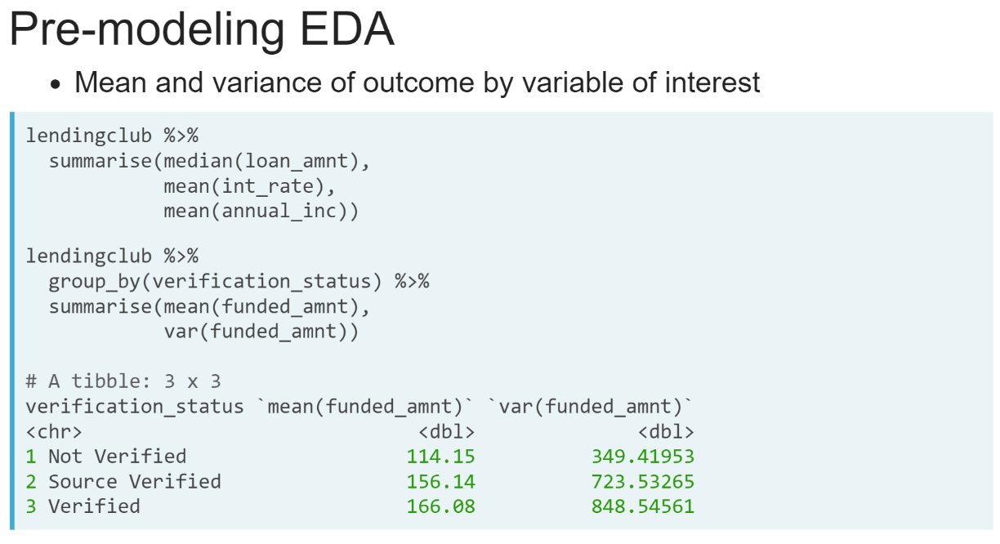 Pre-modeling EDA
• Mean and variance of outcome by variable of interest
lendingclub %>%
  summarise(median(loan_amnt),
            mean(int_rate),
            mean(annual_inc))
lendingclub %>%
  group_by(verification_status) %>%
  summarise(mean(funded_amnt),
            var(funded_amnt))
# A tibble: 3 x 3
verification_status `mean(funded_amnt)` `var(funded_amnt)`
<chr>                             <dbl>              <dbl>
1 Not Verified                   114.15          349.41953
2 Source Verified                156.14          723.53265
3 Verified                       166.08          848.54561